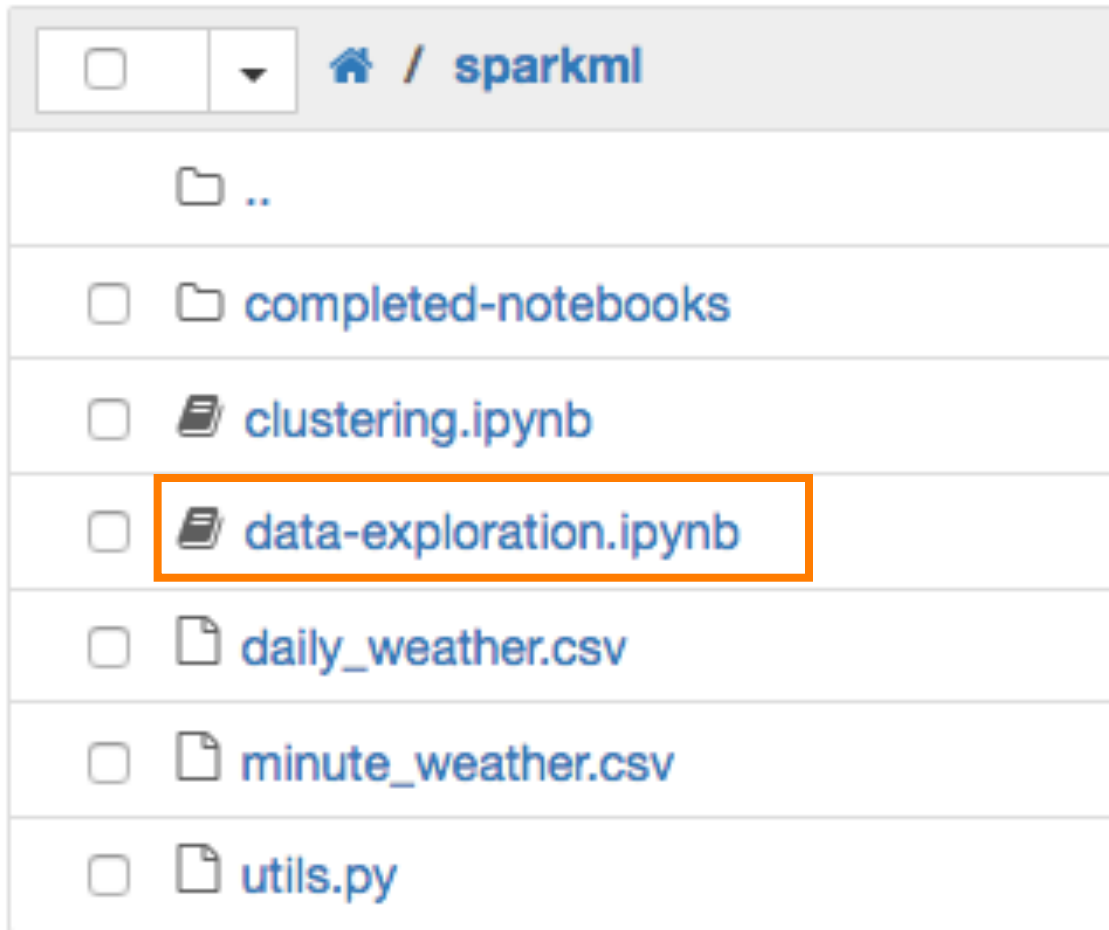 / sparkml
..
completed-notebooks
clustering.ipynb
data-exploration.ipynb
daily_weather.csv
minute_weather.csv
utils.py